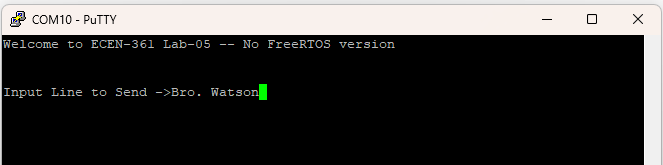 COM10 - PuTTY
Welcome to ECEN-361 Lab-05 -- No FreeRTOS version
Input Line to Send ->Bro. Watson